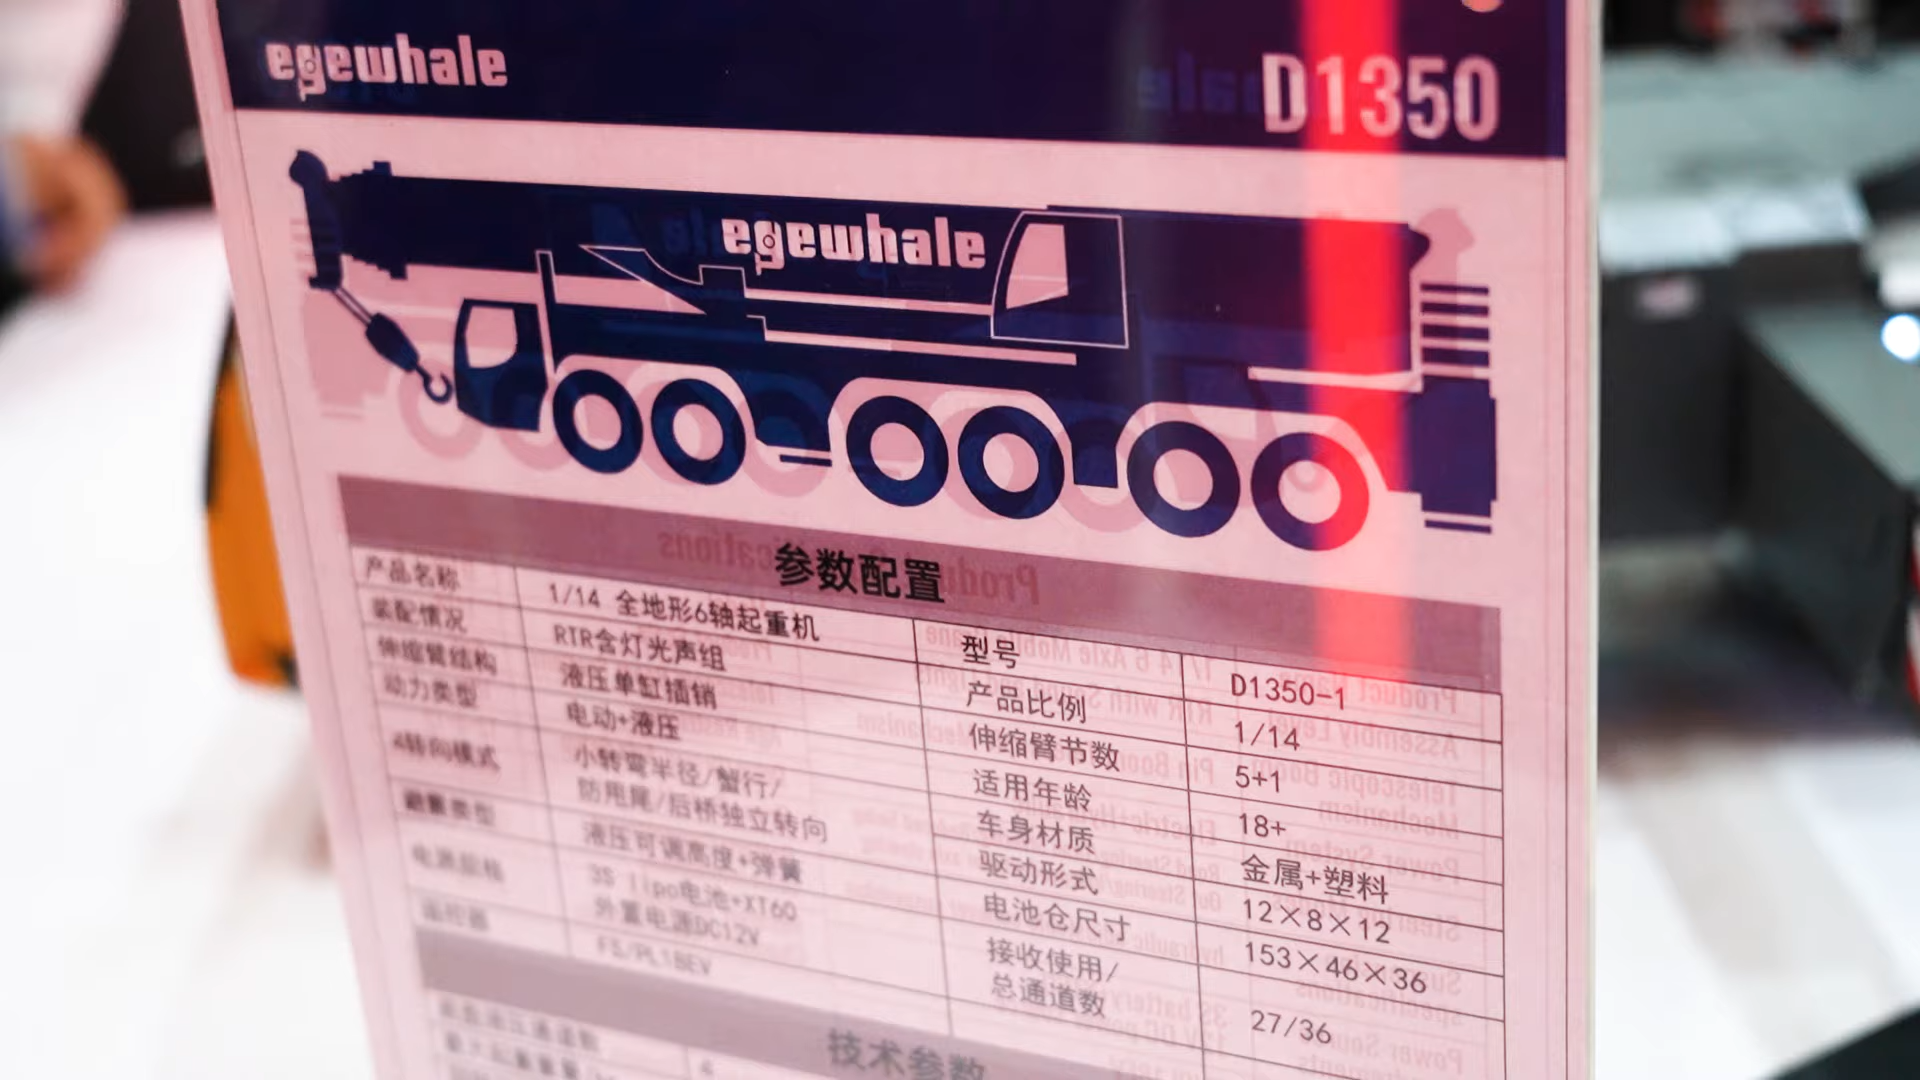 egewhale
D1350
egewhale
参数配置
产品名称 1/14 全地形6轴起重机 型号 D1350-1
装配情况 RTR含灯光声组 产品比例 1/14
伸缩臂结构 液压单缸插销 伸缩臂节数 5+1
动力类型 电动+液压 适用年龄 18+
转向模式 小转弯半径/蟹行/
防甩尾/后桥独立转向
车身材质 金属+塑料
液压可调高度+弹簧 驱动形式 12×8×12
3S lipo电池+XT60
外置电源DC12V
电池仓尺寸 153×46×36
接收使用/
总通道数
27/36
技术参数